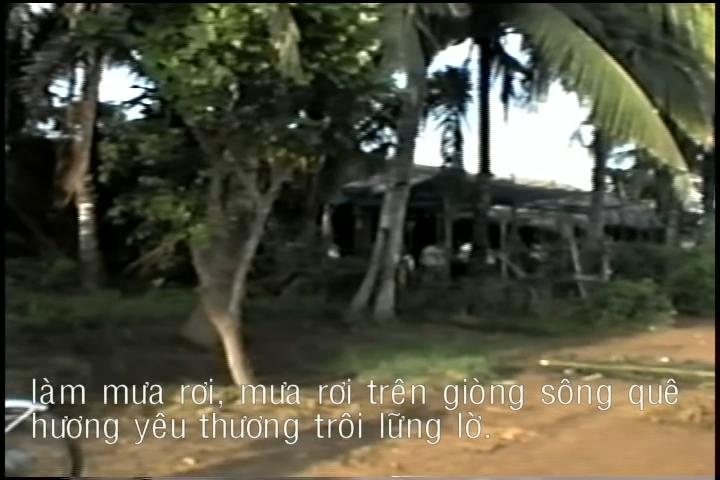 làm mưa rơi, mưa rơi trên giòng sông quê
hương yêu thương trôi lững lờ.